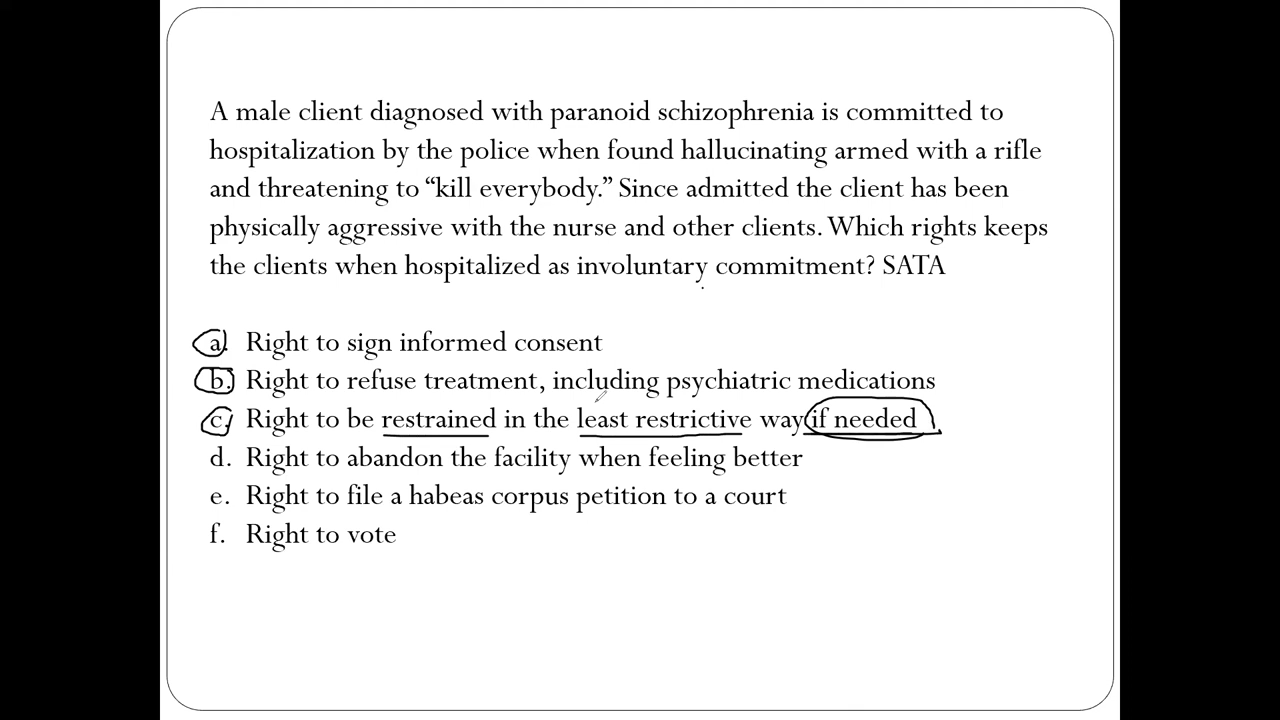 A male client diagnosed with paranoid schizophrenia is committed to
hospitalization by the police when found hallucinating armed with a rifle
and threatening to “kill everybody.” Since admitted the client has been
physically aggressive with the nurse and other clients. Which rights keeps
the clients when hospitalized as involuntary commitment? SATA
a. Right to sign informed consent
b. Right to refuse treatment, including psychiatric medications
c. Right to be restrained in the least restrictive way if needed
d. Right to abandon the facility when feeling better
e. Right to file a habeas corpus petition to a court
f. Right to vote